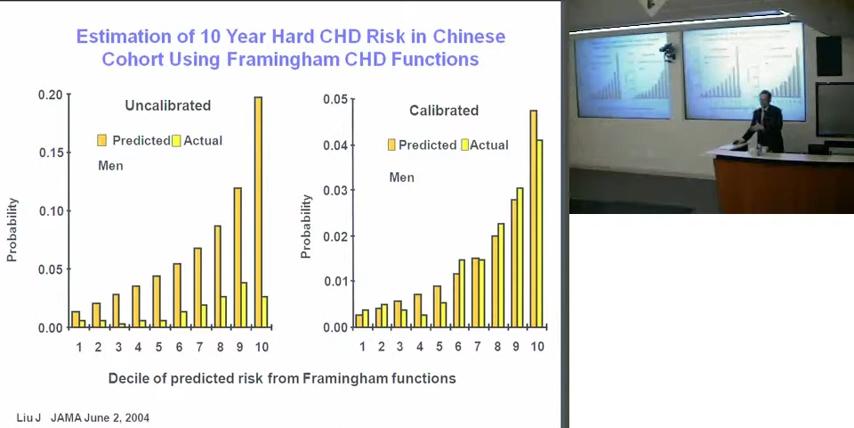 Estimation of 10 Year Hard CHD Risk in Chinese
Cohort Using Framingham CHD Functions
Uncalibrated
Predicted Actual
Men
Probability
0.20
0.15
0.10
0.05
0.00
1 2 3 4 5 6 7 8 9 10
Calibrated
Predicted Actual
Men
Probability
0.05
0.04
0.03
0.02
0.01
0.00
1 2 3 4 5 6 7 8 9 10
Decile of predicted risk from Framingham functions
Liu J JAMA June 2, 2004